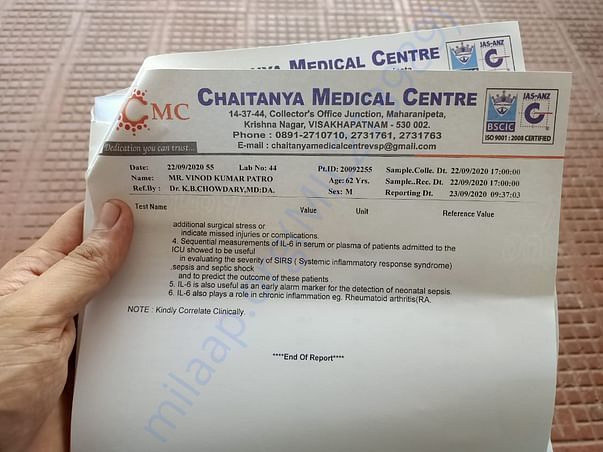 CHAITANYA MEDICAL CENTRE
JAS-ANZ
CMC
CHAITANYA MEDICAL CENTRE
14-37-44, Collector's Office Junction, Maharanipeta,
Krishna Nagar, VISAKHAPATNAM - 530 002.
Phone : 0891-2710710, 2731761, 2731763
E-mail : chaitanyamedicalcentrevsp@gmail.com
Dedication you can trust...
BSCIC
JAS-ANZ
ISO 9001 : 2008 CERTIFIED
Date: 22/09/2020 55 Lab No: 44 Pt.ID: 20092255 Sample.Colle. Dt. 22/09/2020 17:00:00
Name: MR. VINOD KUMAR PATRO Age: 62 Yrs. Sample..Rec. Dt. 22/09/2020 17:00:00
Ref.By : Dr. K.B.CHOWDARY,MD:DA. Sex: M Reporting Dt. 23/09/2020 09:37:03
Test Name Value Unit Reference Value
additional surgical stress or
indicate missed injuries or complications.
4. Sequential measurements of IL-6 in serum or plasma of patients admitted to the
ICU showed to be useful
in evaluating the severity of SIRS ( Systemic inflammatory response syndrome)
,sepsis and septic shock
and to predict the outcome of these patients
5. IL-6 is also useful as an early alarm marker for the detection of neonatal sepsis.
6. IL-6 also plays a role in chronic inflammation eg. Rheumatoid arthritis(RA.
NOTE : Kindly Correlate Clinically.
****End Of Report****